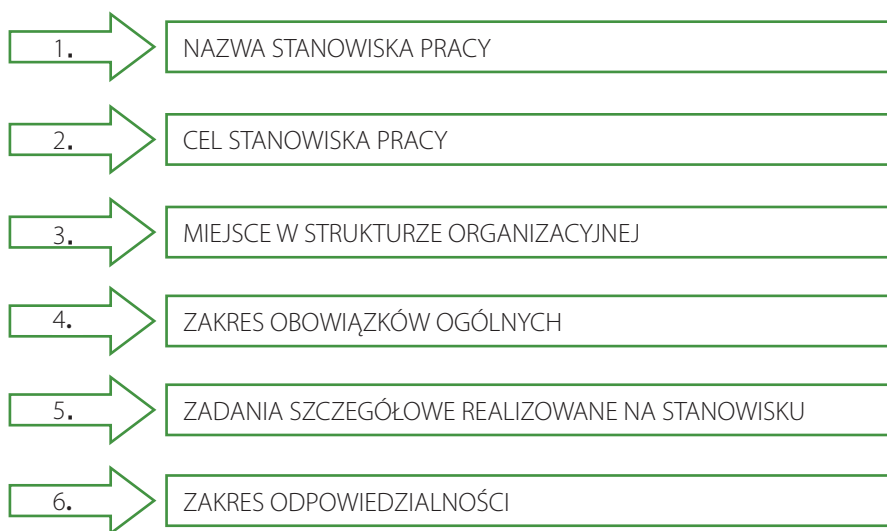 1. NAZWA STANOWISKA PRACY
2. CEL STANOWISKA PRACY
3. MIEJSCE W STRUKTURZE ORGANIZACYJNEJ
4. ZAKRES OBOWIĄZKÓW OGÓLNYCH
5. ZADANIA SZCZEGÓŁOWE REALIZOWANE NA STANOWISKU
6. ZAKRES ODPOWIEDZIALNOŚCI